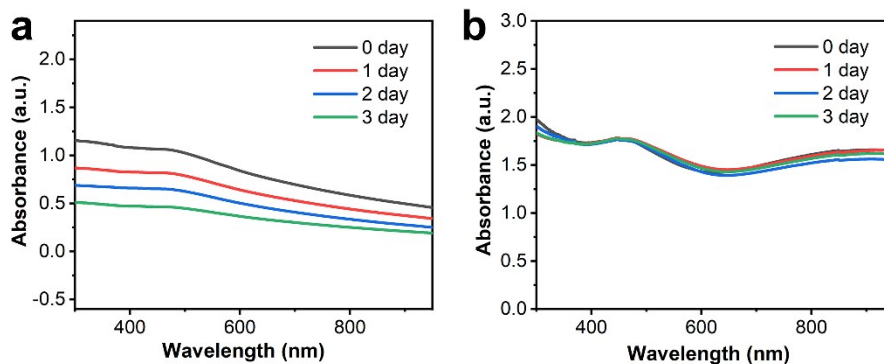 a
2.0
1.5
1.0
0.5
0.0
-0.5
Absorbance (a.u.)
0 day
1 day
2 day
3 day
400
600
800
Wavelength (nm)
b
3.0
2.5
2.0
1.5
1.0
0.5
0.0
Absorbance (a.u.)
0 day
1 day
2 day
3 day
400
600
800
Wavelength (nm)